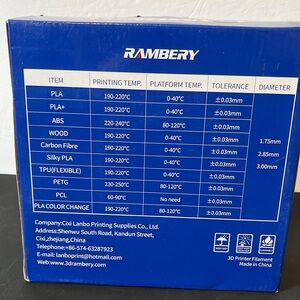 RAMBERY
ITEM PRINTING TEMP. PLATFORM TEMP. TOLERANCE DIAMETER
PLA 190-220°C 0-40°C ±0.03mm
PLA+ 190-220°C 0-40°C ±0.03mm
ABS 220-240°C 80-120°C ±0.03mm
WOOD 190-220°C 0-40°C ±0.03mm
1.75mm
Carbon Fibre 190-220°C 0-40°C ±0.03mm
2.85mm
Silky PLA 190-220°C 0-40°C ±0.03mm
3.00mm
TPU(FLEXIBLE) 190-220°C 0-40°C ±0.03mm
PETG 230-250°C 80-120°C ±0.03mm
PCL 60-90°C No need ±0.03mm
PLA COLOR CHANGE 190-220°C 80-120°C ±0.03mm
Company:Cixi Lanbo Printing Supplies Co., Ltd.
Address:Shenwu South Road, Kandun Street,
Cixi,zhejiang,China
Telephone:+86-574-63287923
E-mail:lanboprint@hotmail.com
Web:www.3drambery.com
3D Printer Filament
Made in China